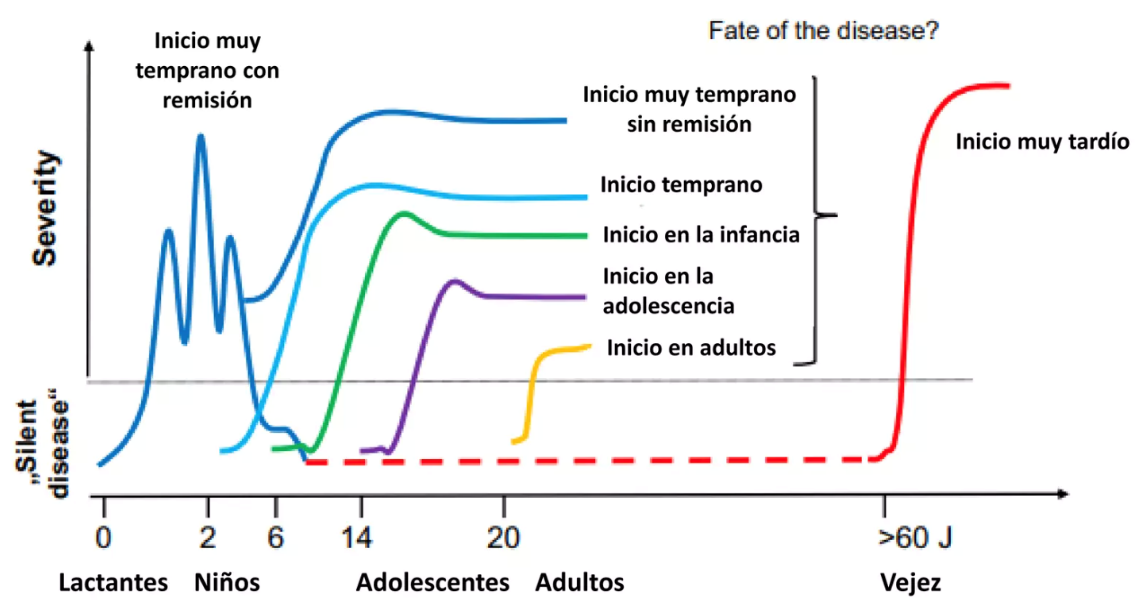 Fate of the disease?
Inicio muy
temprano con
remisión
Inicio muy temprano
sin remisión
Inicio muy tardío
Inicio temprano
Inicio en la infancia
Inicio en la
adolescencia
Inicio en adultos
Severity
„Silent
disease“
0 2 6 14 20 >60 J
Lactantes Niños Adolescentes Adultos Vejez